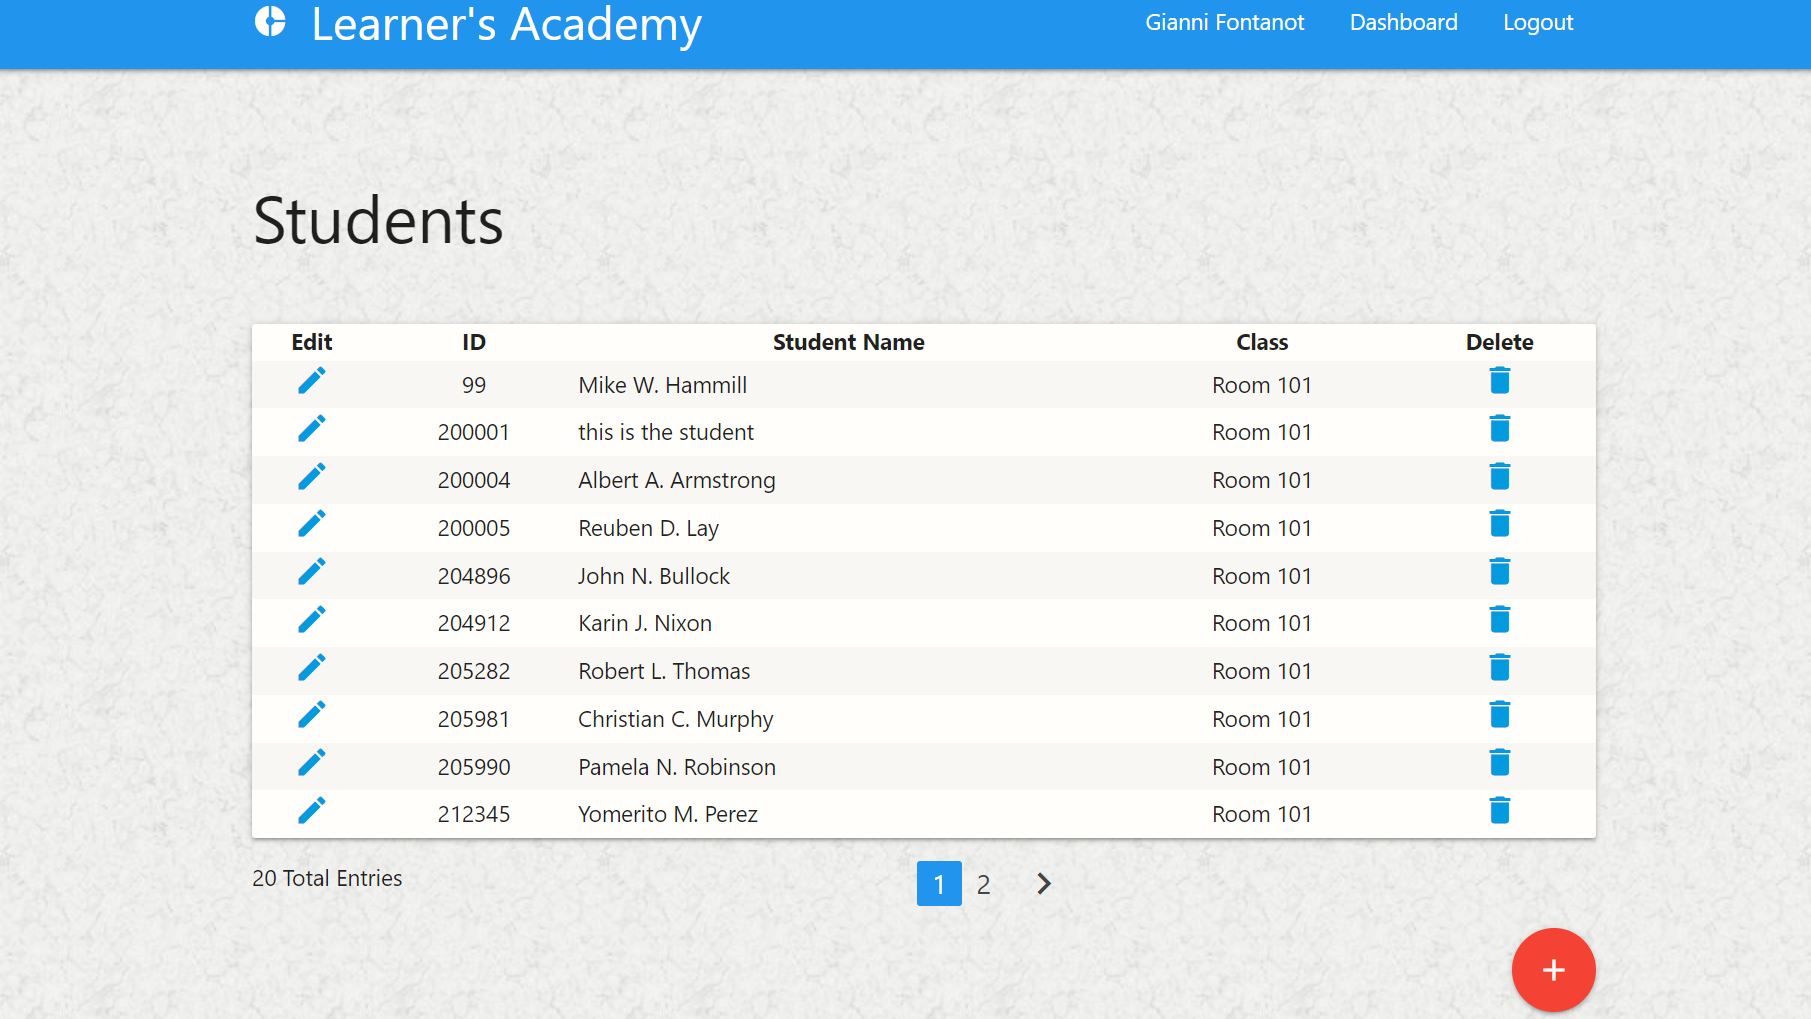 Learner's Academy Gianni Fontanot Dashboard Logout
Students
Edit ID Student Name Class Delete
99 Mike W. Hammill Room 101
200001 this is the student Room 101
200004 Albert A. Armstrong Room 101
200005 Reuben D. Lay Room 101
204896 John N. Bullock Room 101
204912 Karin J. Nixon Room 101
205282 Robert L. Thomas Room 101
205981 Christian C. Murphy Room 101
205990 Pamela N. Robinson Room 101
212345 Yomerito M. Perez Room 101
20 Total Entries 1 2
+